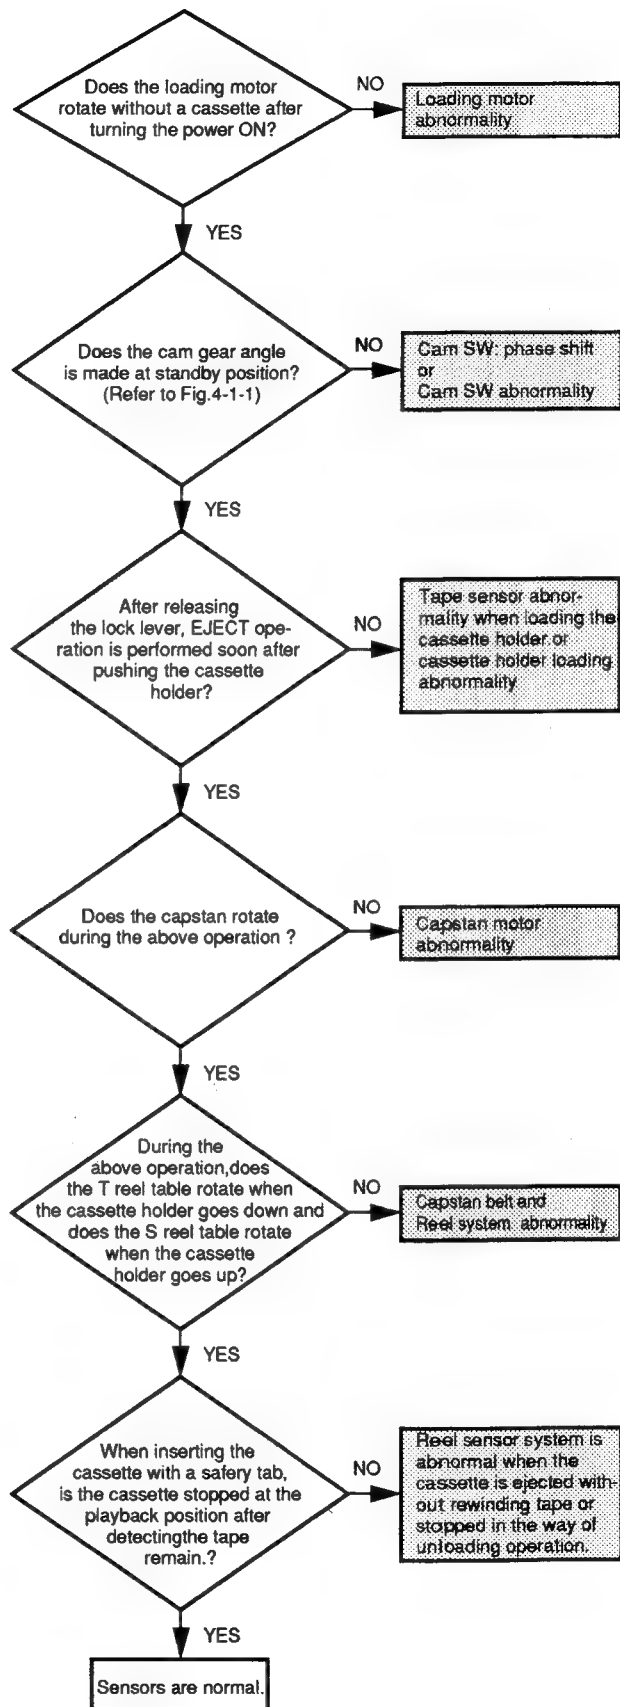 Does the loading motor
rotate without a cassette after
turning the power ON?
NO
Loading motor
abnormality
YES
Does the cam gear angle
is made at standby position?
(Refer to Fig.4-1-1)
NO
Cam SW: phase shift
or
Cam SW abnormality
YES
After releasing
the lock lever, EJECT ope-
ration is performed soon after
pushing the cassette
holder?
NO
Tape sensor abnor-
mality when loading the
cassette holder or
cassette holder loading
abnormality
YES
Does the capstan rotate
during the above operation ?
NO
Capstan motor
abnormality
YES
During the
above operation,does
the T reel table rotate when
the cassette holder goes down and
does the S reel table rotate
when the cassette
holder goes up?
NO
Capstan belt and
Reel system abnormality
YES
When inserting the
cassette with a safery tab,
is the cassette stopped at the
playback position after
detectingthe tape
remain.?
NO
Reel sensor system is
abnormal when the
cassette is ejected with-
out rewinding tape or
stopped in the way of
unloading operation.
YES
Sensors are normal.